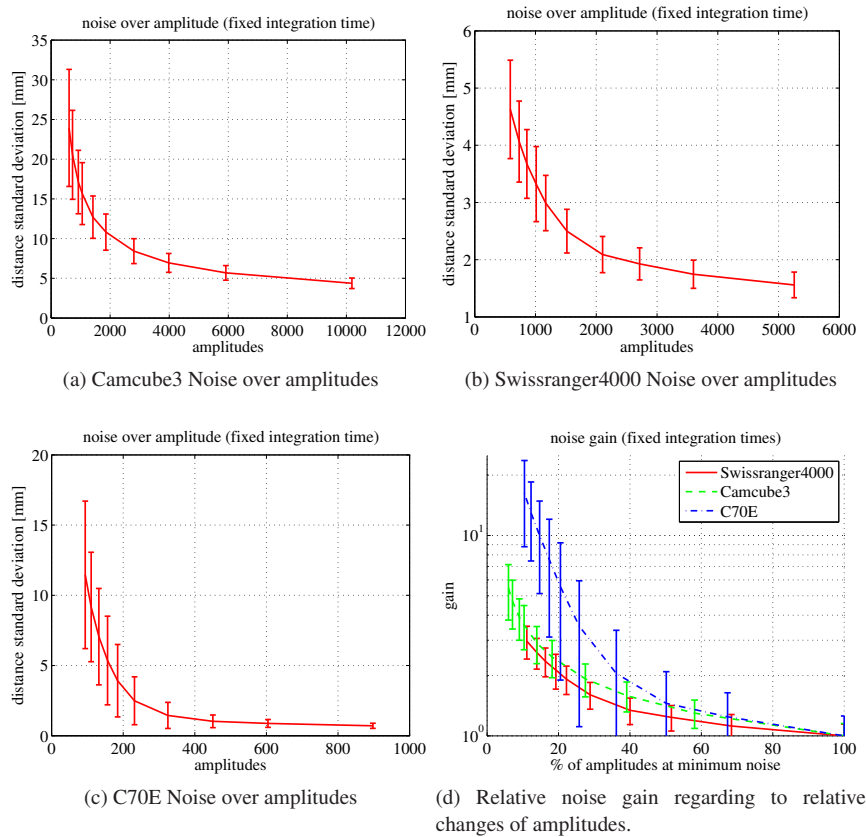 noise over amplitude (fixed integration time)
35
30
25
20
15
10
5
0
distance standard deviation [mm]
0 2000 4000 6000 8000 10000 12000
amplitudes
(a) Camcube3 Noise over amplitudes
noise over amplitude (fixed integration time)
6
5
4
3
2
1
distance standard deviation [mm]
0 1000 2000 3000 4000 5000 6000
amplitudes
(b) Swissranger4000 Noise over amplitudes
noise over amplitude (fixed integration time)
20
15
10
5
0
distance standard deviation [mm]
0 200 400 600 800 1000
amplitudes
(c) C70E Noise over amplitudes
noise gain (fixed integration times)
Swissranger4000
Camcube3
C70E
10^1
10^0
gain
0 20 40 60 80 100
% of amplitudes at minimum noise
(d) Relative noise gain regarding to relative
changes of amplitudes.